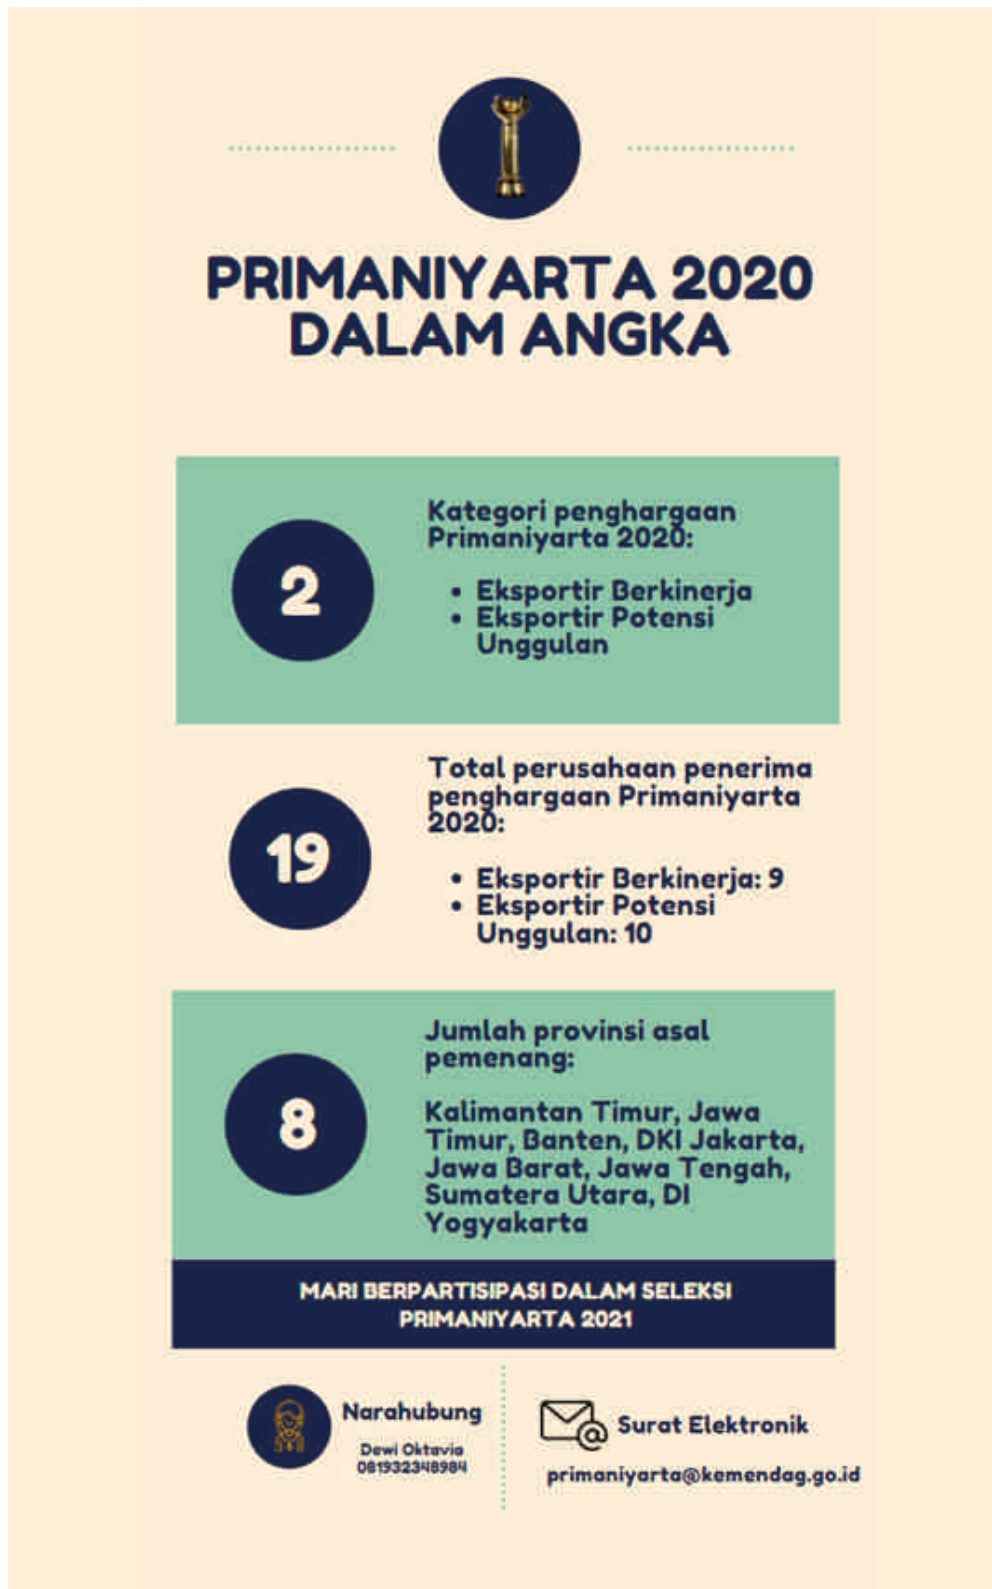 PRIMANIYARTA 2020
DALAM ANGKA
2
Kategori penghargaan
Primaniyarta 2020:
• Eksportir Berkinerja
• Eksportir Potensi
Unggulan
19
Total perusahaan penerima
penghargaan Primaniyarta
2020:
• Eksportir Berkinerja: 9
• Eksportir Potensi
Unggulan: 10
8
Jumlah provinsi asal
pemenang:
Kalimantan Timur, Jawa
Timur, Banten, DKI Jakarta,
Jawa Barat, Jawa Tengah,
Sumatera Utara, DI
Yogyakarta
MARI BERPARTISIPASI DALAM SELEKSI
PRIMANIYARTA 2021
Narahubung
Dewi Oktavia
081932348984
Surat Elektronik
primaniyarta@kemendag.go.id